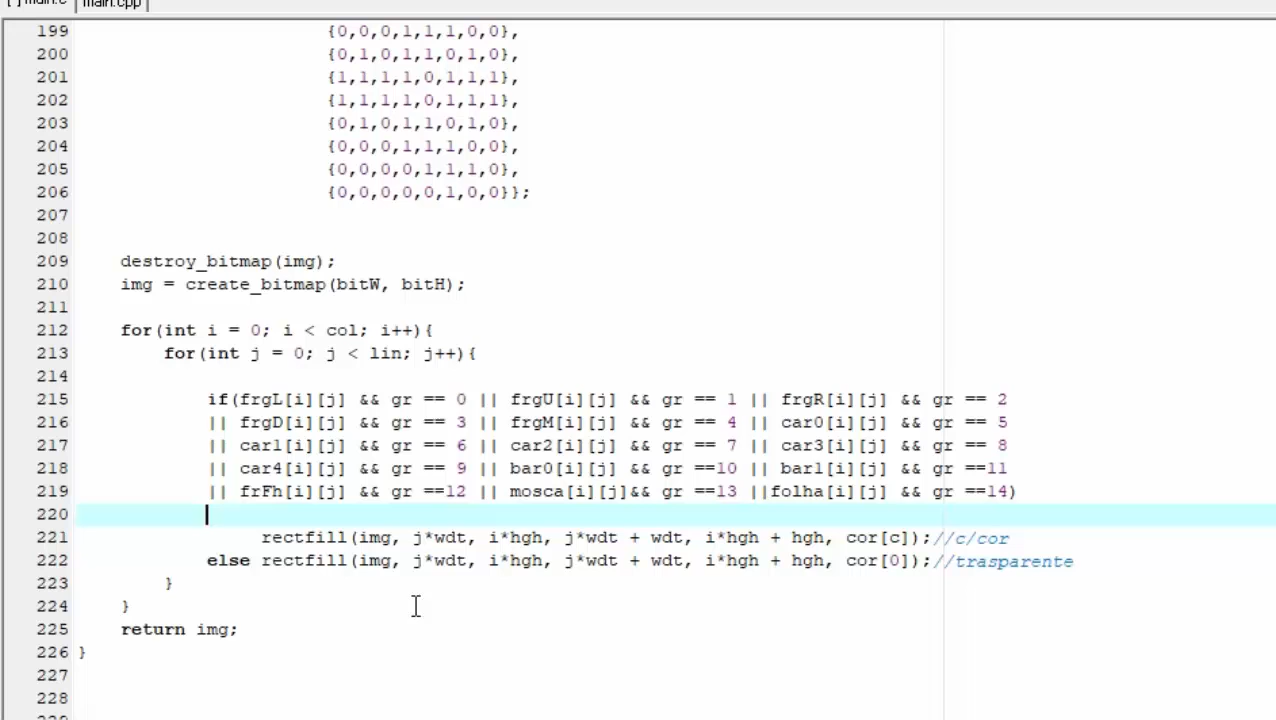 main.c main.cpp
199 {0,0,0,1,1,1,0,0},
200 {0,1,0,1,1,0,1,0},
201 {1,1,1,1,0,1,1,1},
202 {1,1,1,1,0,1,1,1},
203 {0,1,0,1,1,0,1,0},
204 {0,0,0,1,1,1,0,0},
205 {0,0,0,0,1,1,1,0},
206 {0,0,0,0,0,1,0,0}};
207
208
209 destroy_bitmap(img);
210 img = create_bitmap(bitW, bitH);
211
212 for(int i = 0; i < col; i++){
213 for(int j = 0; j < lin; j++){
214
215 if(frgL[i][j] && gr == 0 || frgU[i][j] && gr == 1 || frgR[i][j] && gr == 2
216 || frgD[i][j] && gr == 3 || frgM[i][j] && gr == 4 || car0[i][j] && gr == 5
217 || car1[i][j] && gr == 6 || car2[i][j] && gr == 7 || car3[i][j] && gr == 8
218 || car4[i][j] && gr == 9 || bar0[i][j] && gr ==10 || bar1[i][j] && gr ==11
219 || frFh[i][j] && gr ==12 || mosca[i][j]&& gr ==13 ||folha[i][j] && gr ==14)
220
221 rectfill(img, j*wdt, i*hgh, j*wdt + wdt, i*hgh + hgh, cor[c]);//c/cor
222 else rectfill(img, j*wdt, i*hgh, j*wdt + wdt, i*hgh + hgh, cor[0]);//trasparente
223 }
224 }
225 return img;
226 }
227
228